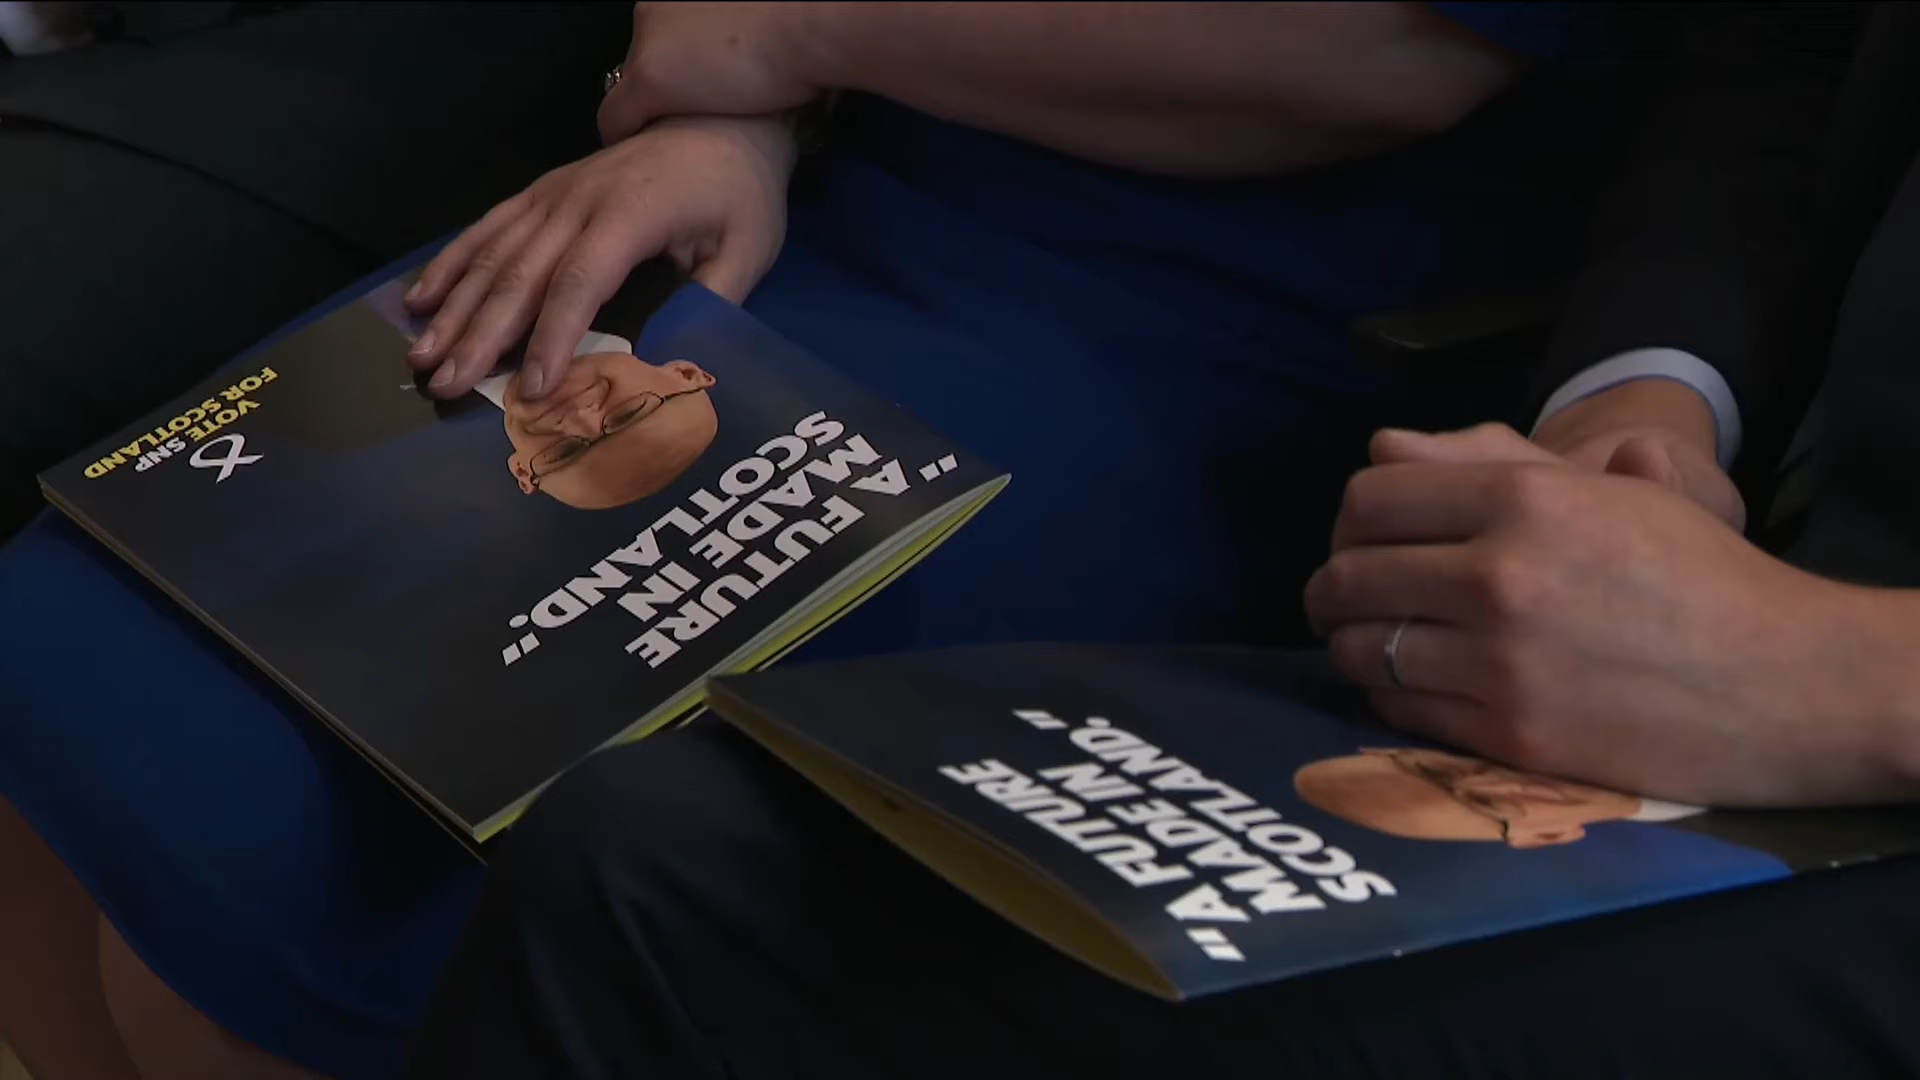 "A FUTURE
MADE IN
SCOTLAND."
VOTE SNP
FOR SCOTLAND
"A FUTURE
MADE IN
SCOTLAND."